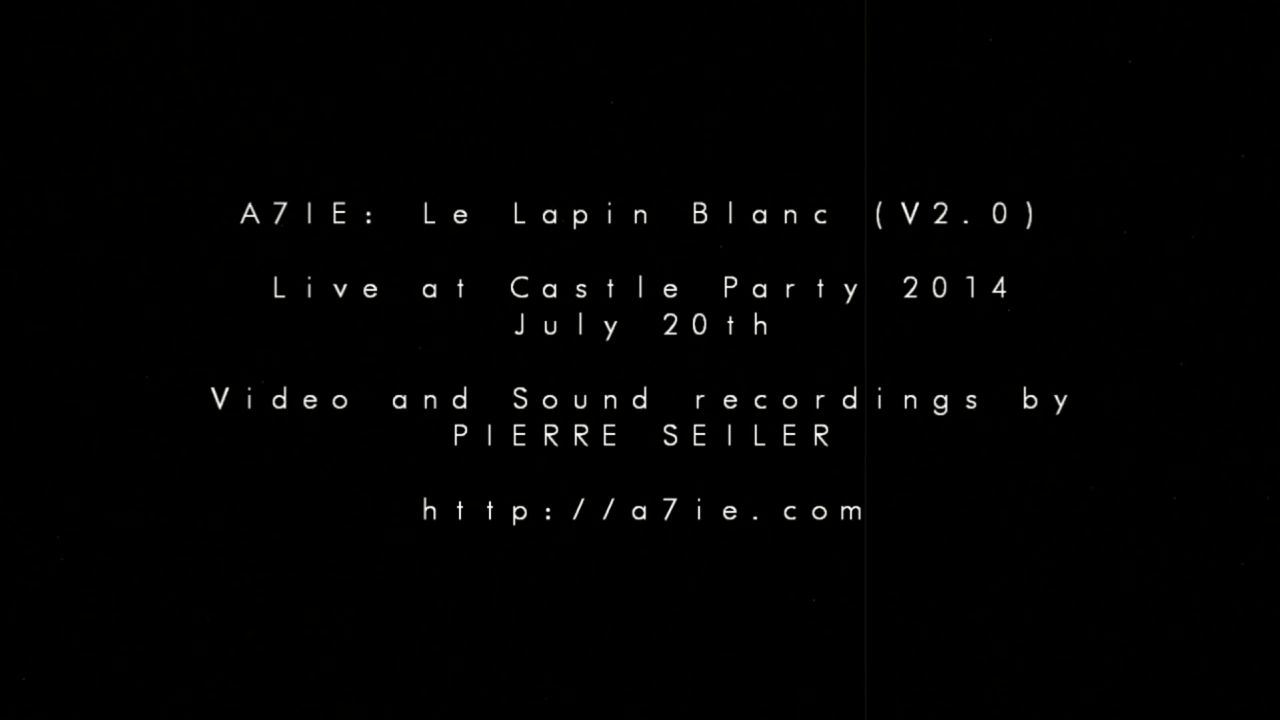 A7IE: Le Lapin Blanc (V2.0)
Live at Castle Party 2014
July 20th
Video and Sound recordings by
PIERRE SEILER
http://a7ie.com